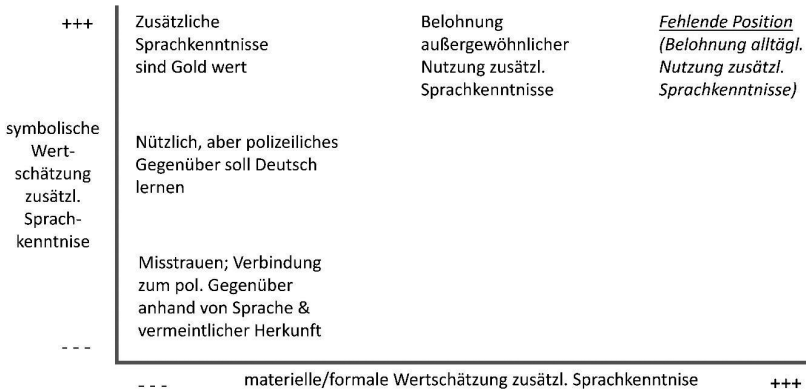 +++
Zusätzliche
Sprachkenntnisse
sind Gold wert
Belohnung
außergewöhnlicher
Nutzung zusätzl.
Sprachkenntnisse
Fehlende Position
(Belohnung alltägl.
Nutzung zusätzl.
Sprachkenntnisse)
symbolische
Wert-
schätzung
zusätzl.
Sprach-
kenntnise
Nützlich, aber polizeiliches
Gegenüber soll Deutsch
lernen
Misstrauen; Verbindung
zum pol. Gegenüber
anhand von Sprache &
vermeintlicher Herkunft
- - -
- - - materielle/formale Wertschätzung zusätzl. Sprachkenntnisse +++